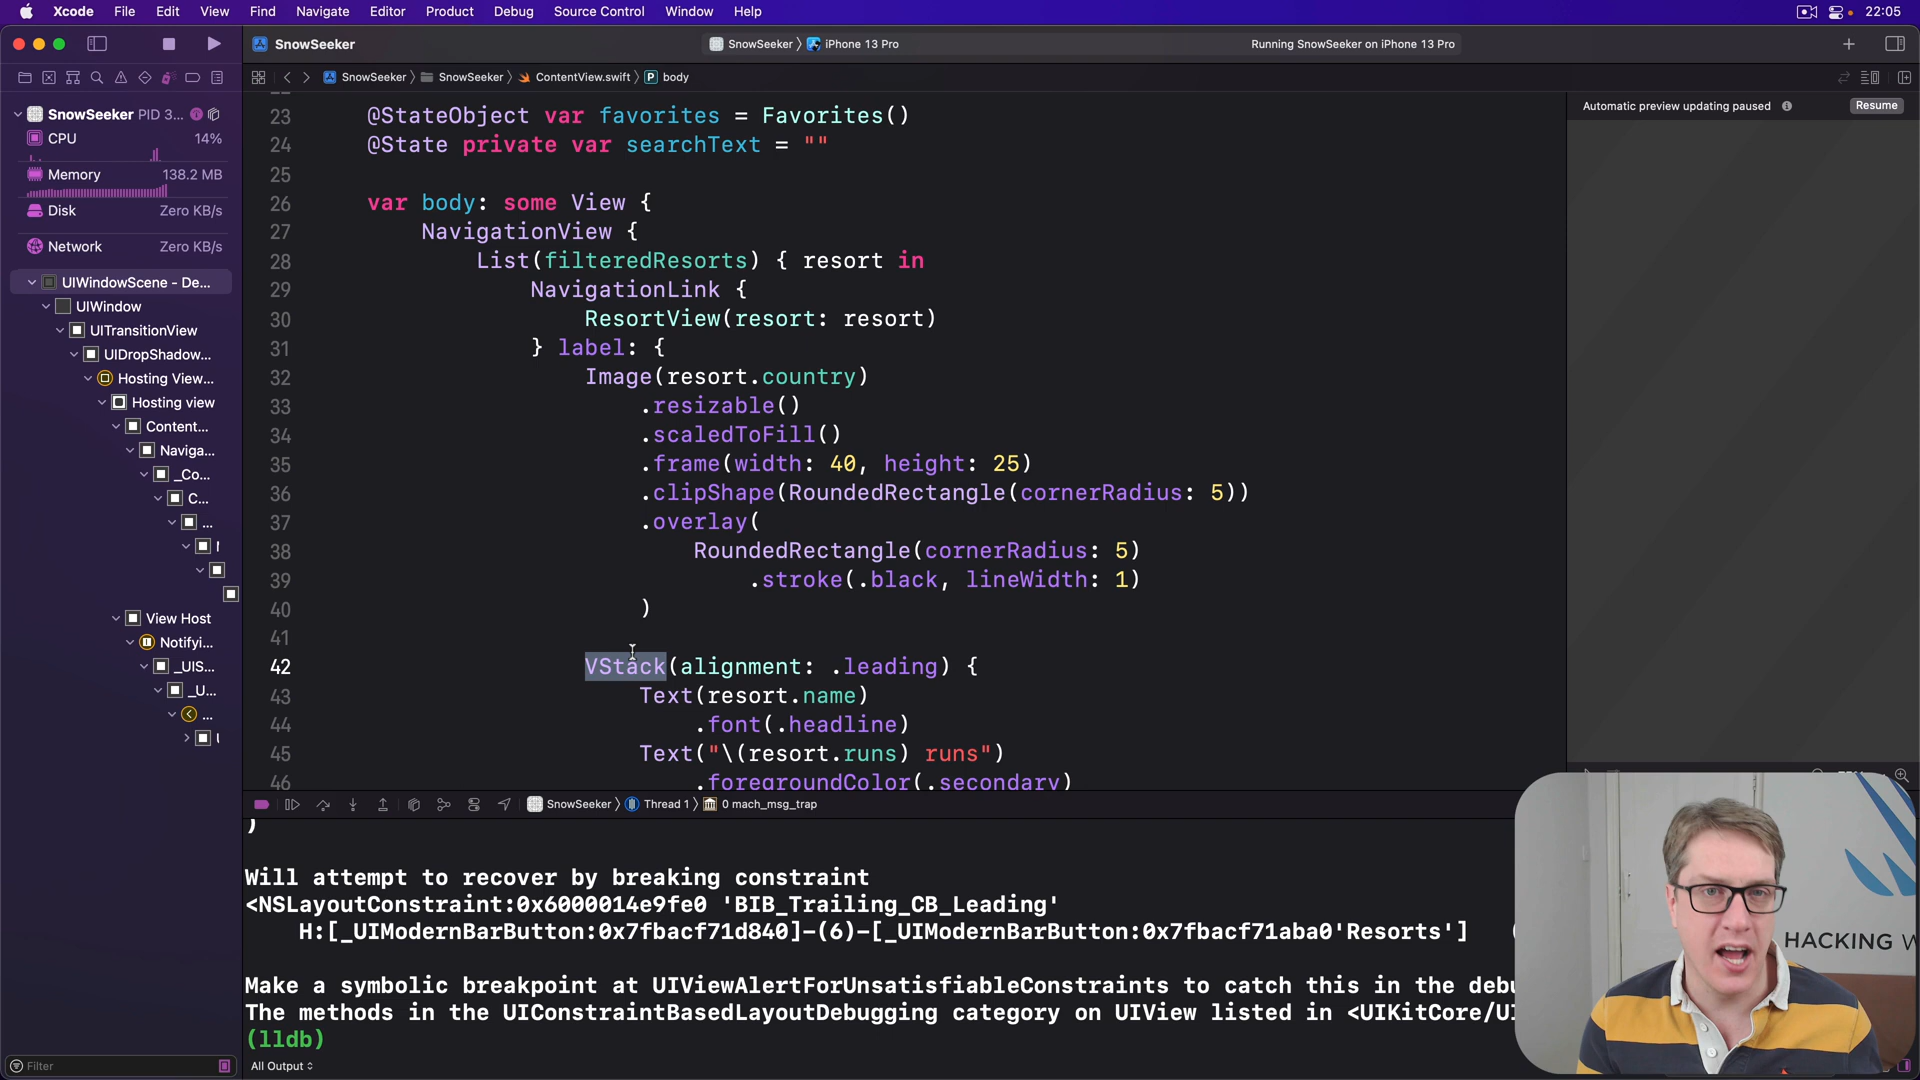 Xcode File Edit View Find Navigate Editor Product Debug Source Control Window Help 22:05
SnowSeeker
SnowSeeker iPhone 13 Pro
Running SnowSeeker on iPhone 13 Pro
SnowSeeker SnowSeeker ContentView.swift body
SnowSeeker PID 3...
CPU 14%
Memory 138.2 MB
Disk Zero KB/s
Network Zero KB/s
UIWindowScene - De...
UIWindow
UITransitionView
UIDropShadow...
Hosting View...
Hosting view
Content...
Naviga...
_Co...
C...
...
View Host
Notifyi...
_UIS...
_U...
...
Filter
23 @StateObject var favorites = Favorites()
24 @State private var searchText = ""
25
26 var body: some View {
27 NavigationView {
28 List(filteredResorts) { resort in
29 NavigationLink {
30 ResortView(resort: resort)
31 } label: {
32 Image(resort.country)
33 .resizable()
34 .scaledToFill()
35 .frame(width: 40, height: 25)
36 .clipShape(RoundedRectangle(cornerRadius: 5))
37 .overlay(
38 RoundedRectangle(cornerRadius: 5)
39 .stroke(.black, lineWidth: 1)
40 )
41
42 VStack(alignment: .leading) {
43 Text(resort.name)
44 .font(.headline)
45 Text("\(resort.runs) runs")
46 .foregroundColor(.secondary)
Automatic preview updating paused Resume
SnowSeeker Thread 1 0 mach_msg_trap
)
Will attempt to recover by breaking constraint
<NSLayoutConstraint:0x6000014e9fe0 'BIB_Trailing_CB_Leading'
H:[_UIModernBarButton:0x7fbacf71d840]-(6)-[_UIModernBarButton:0x7fbacf71aba0'Resorts'] (
Make a symbolic breakpoint at UIViewAlertForUnsatisfiableConstraints to catch this in the debu
The methods in the UIConstraintBasedLayoutDebugging category on UIView listed in <UIKitCore/UI
(lldb)
All Output
HACKING W